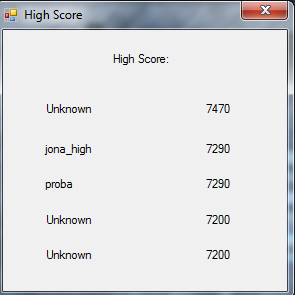 High Score
High Score:
Unknown 7470
jona_high 7290
proba 7290
Unknown 7200
Unknown 7200